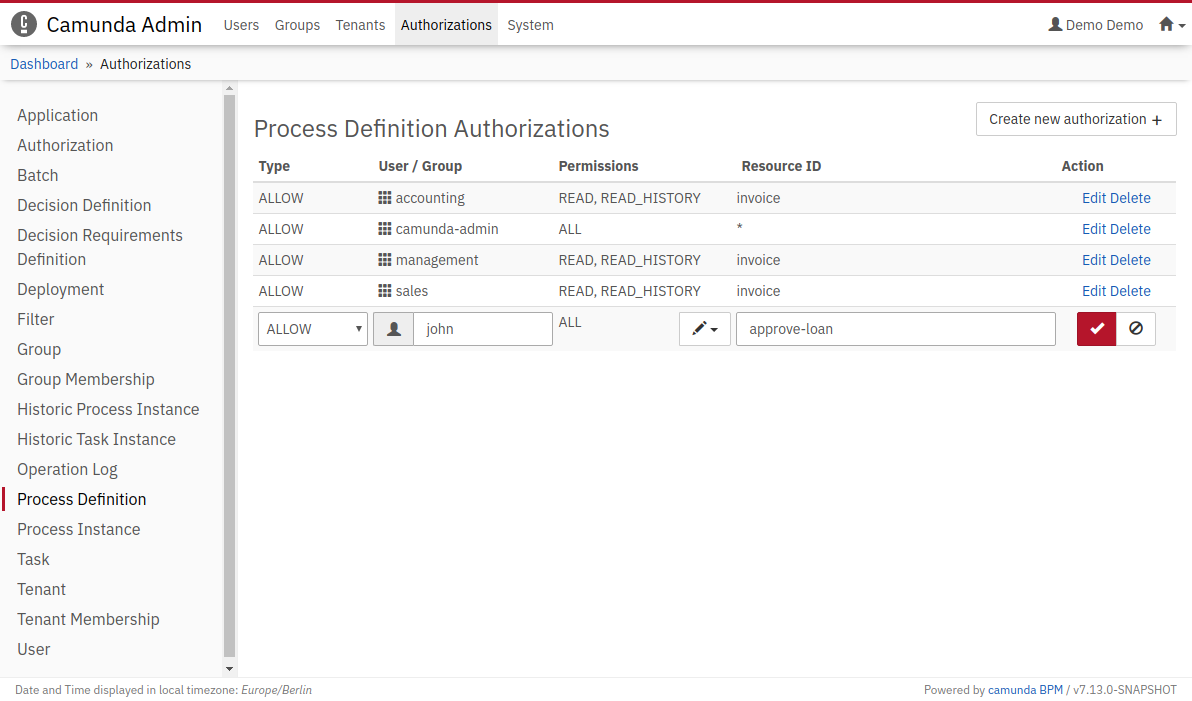 Camunda Admin Users Groups Tenants Authorizations System Demo Demo
Dashboard » Authorizations
Application
Authorization
Batch
Decision Definition
Decision Requirements
Definition
Deployment
Filter
Group
Group Membership
Historic Process Instance
Historic Task Instance
Operation Log
Process Definition
Process Instance
Task
Tenant
Tenant Membership
User
Process Definition Authorizations
Create new authorization +
Type User / Group Permissions Resource ID Action
ALLOW accounting READ, READ_HISTORY invoice Edit Delete
ALLOW camunda-admin ALL * Edit Delete
ALLOW management READ, READ_HISTORY invoice Edit Delete
ALLOW sales READ, READ_HISTORY invoice Edit Delete
ALLOW john ALL approve-loan
Date and Time displayed in local timezone: Europe/Berlin
Powered by camunda BPM / v7.13.0-SNAPSHOT